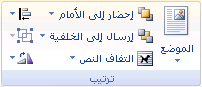 الموضع
إحضار إلى الأمام
إرسال إلى الخلفية
التفاف النص
ترتيب